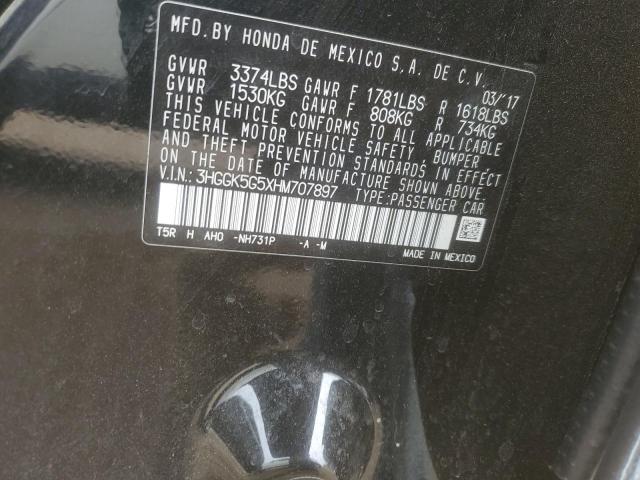 MFD. BY HONDA DE MEXICO S.A. DE C.V. 03/17
GVWR 3374LBS GAWR F 1781LBS R 1618LBS
GVWR 1530KG GAWR F 808KG R 734KG
THIS VEHICLE CONFORMS TO ALL APPLICABLE
FEDERAL MOTOR VEHICLE SAFETY, BUMPER
AND THEFT PREVENTION STANDARDS IN EFFECT
ON THE DATE OF MANUFACTURE SHOWN ABOVE.
V.I.N.: 3HGGK5G5XHM707897 TYPE:PASSENGER CAR
T5R H AHO -NH731P -A -M MADE IN MEXICO